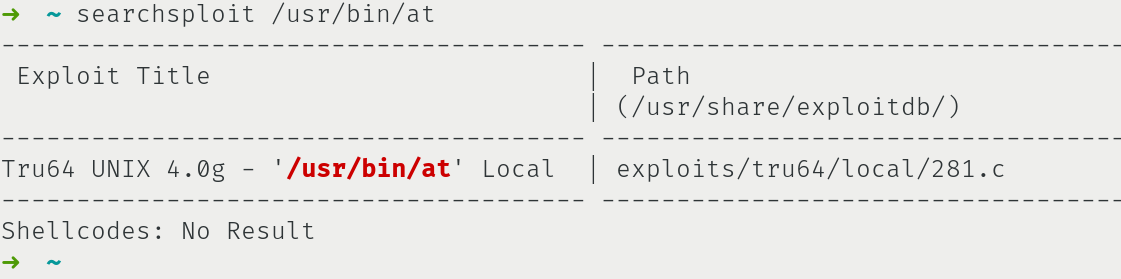 ➜  ~ searchsploit /usr/bin/at
--------------------------------------- ----------------------------------
 Exploit Title                         |  Path
                                       | (/usr/share/exploitdb/)
--------------------------------------- ----------------------------------
Tru64 UNIX 4.0g - '/usr/bin/at' Local  | exploits/tru64/local/281.c
--------------------------------------- ----------------------------------
Shellcodes: No Result
➜  ~